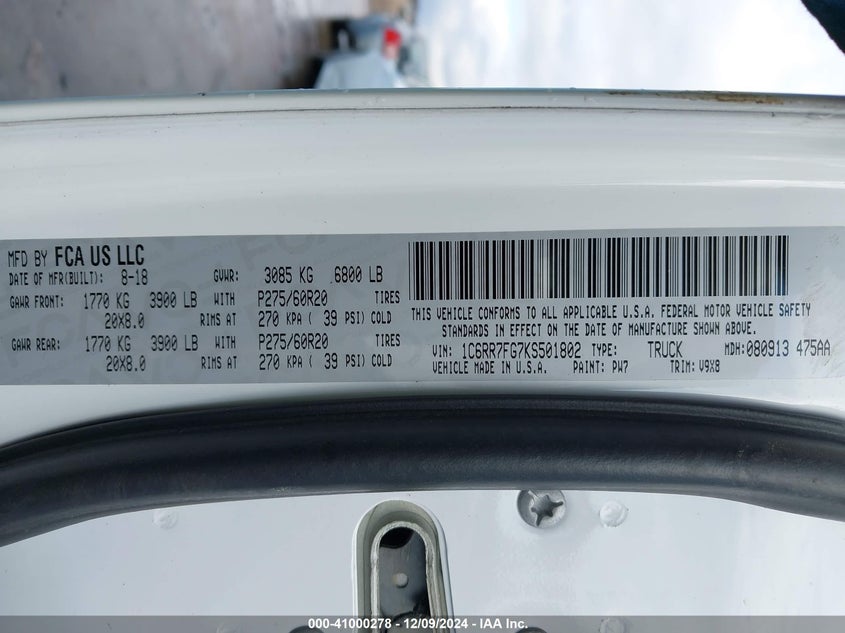 MFD BY FCA US LLC
DATE OF MFR(BUILT): 8-18 GVWR: 3085 KG 6800 LB
GAWR FRONT: 1770 KG 3900 LB WITH P275/60R20 TIRES
20X8.0 RIMS AT 270 KPA ( 39 PSI) COLD
GAWR REAR: 1770 KG 3900 LB WITH P275/60R20 TIRES
20X8.0 RIMS AT 270 KPA ( 39 PSI) COLD
THIS VEHICLE CONFORMS TO ALL APPLICABLE U.S.A. FEDERAL MOTOR VEHICLE SAFETY
STANDARDS IN EFFECT ON THE DATE OF MANUFACTURE SHOWN ABOVE.
VIN: 1C6RR7FG7KS501802 TYPE: TRUCK MDH: 080913 475AA
VEHICLE MADE IN U.S.A. PAINT: PW7 TRIM: V9X8
000-41000278 - 12/09/2024 - IAA Inc.